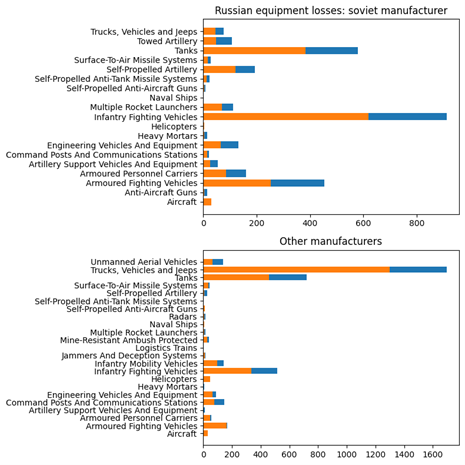 Russian equipment losses: soviet manufacturer
Trucks, Vehicles and Jeeps
Towed Artillery
Tanks
Surface-To-Air Missile Systems
Self-Propelled Artillery
Self-Propelled Anti-Tank Missile Systems
Self-Propelled Anti-Aircraft Guns
Naval Ships
Multiple Rocket Launchers
Infantry Fighting Vehicles
Helicopters
Heavy Mortars
Engineering Vehicles And Equipment
Command Posts And Communications Stations
Artillery Support Vehicles And Equipment
Armoured Personnel Carriers
Armoured Fighting Vehicles
Anti-Aircraft Guns
Aircraft
0 200 400 600 800
Other manufacturers
Unmanned Aerial Vehicles
Trucks, Vehicles and Jeeps
Tanks
Surface-To-Air Missile Systems
Self-Propelled Artillery
Self-Propelled Anti-Tank Missile Systems
Self-Propelled Anti-Aircraft Guns
Radars
Naval Ships
Multiple Rocket Launchers
Mine-Resistant Ambush Protected
Logistics Trains
Jammers And Deception Systems
Infantry Mobility Vehicles
Infantry Fighting Vehicles
Helicopters
Heavy Mortars
Engineering Vehicles And Equipment
Command Posts And Communications Stations
Artillery Support Vehicles And Equipment
Armoured Personnel Carriers
Armoured Fighting Vehicles
Aircraft
0 200 400 600 800 1000 1200 1400 1600